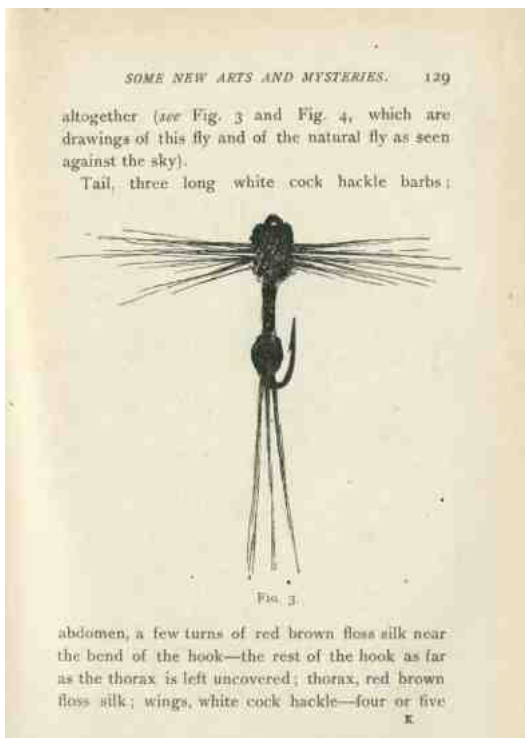 SOME NEW ARTS AND MYSTERIES. 129
altogether (see Fig. 3 and Fig. 4, which are
drawings of this fly and of the natural fly as seen
against the sky).
Tail, three long white cock hackle barbs;
Fig. 3.
abdomen, a few turns of red brown floss silk near
the bend of the hook—the rest of the hook as far
as the thorax is left uncovered; thorax, red brown
floss silk; wings, white cock hackle—four or five
K